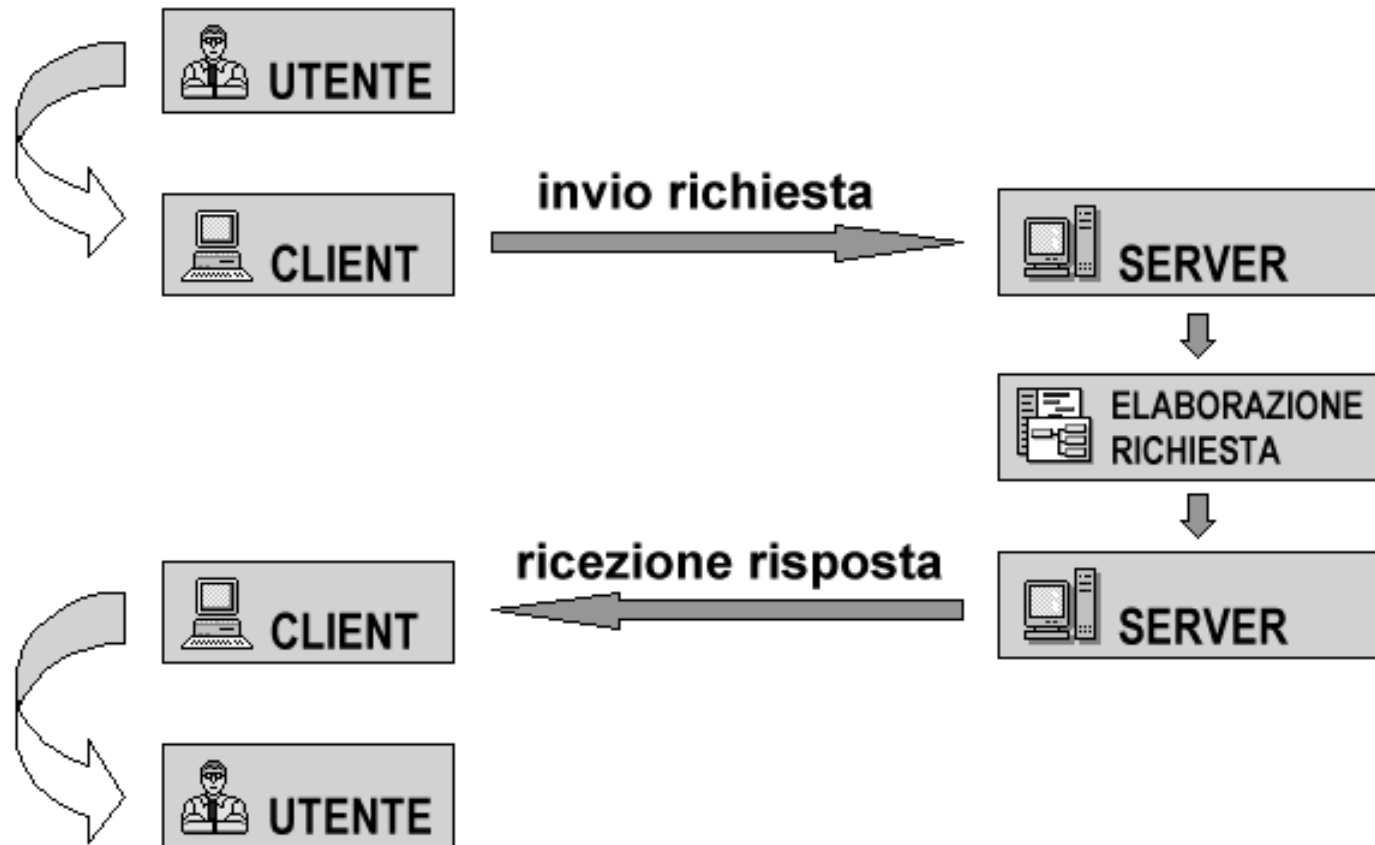 UTENTE
CLIENT
invio richiesta
SERVER
ELABORAZIONE
RICHIESTA
SERVER
ricezione risposta
CLIENT
UTENTE